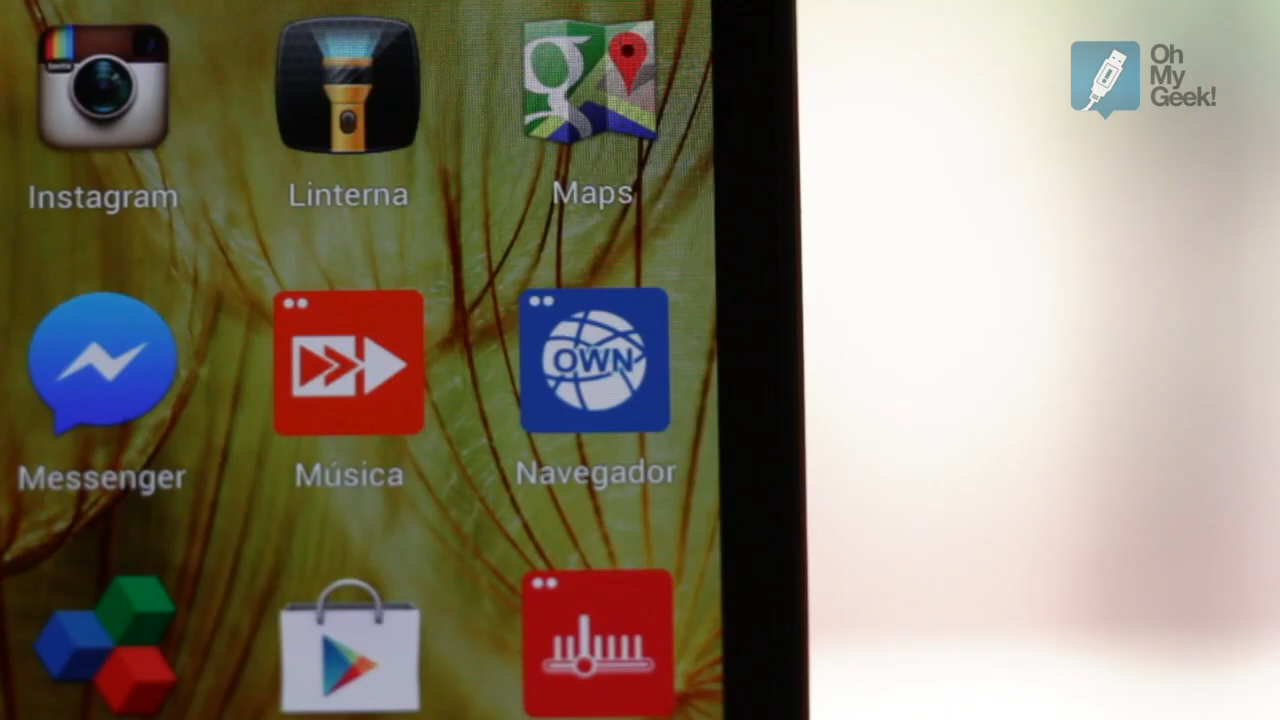 Oh
My
Geek!
Instagram
Linterna
Maps
OWN
Messenger
Música
Navegador